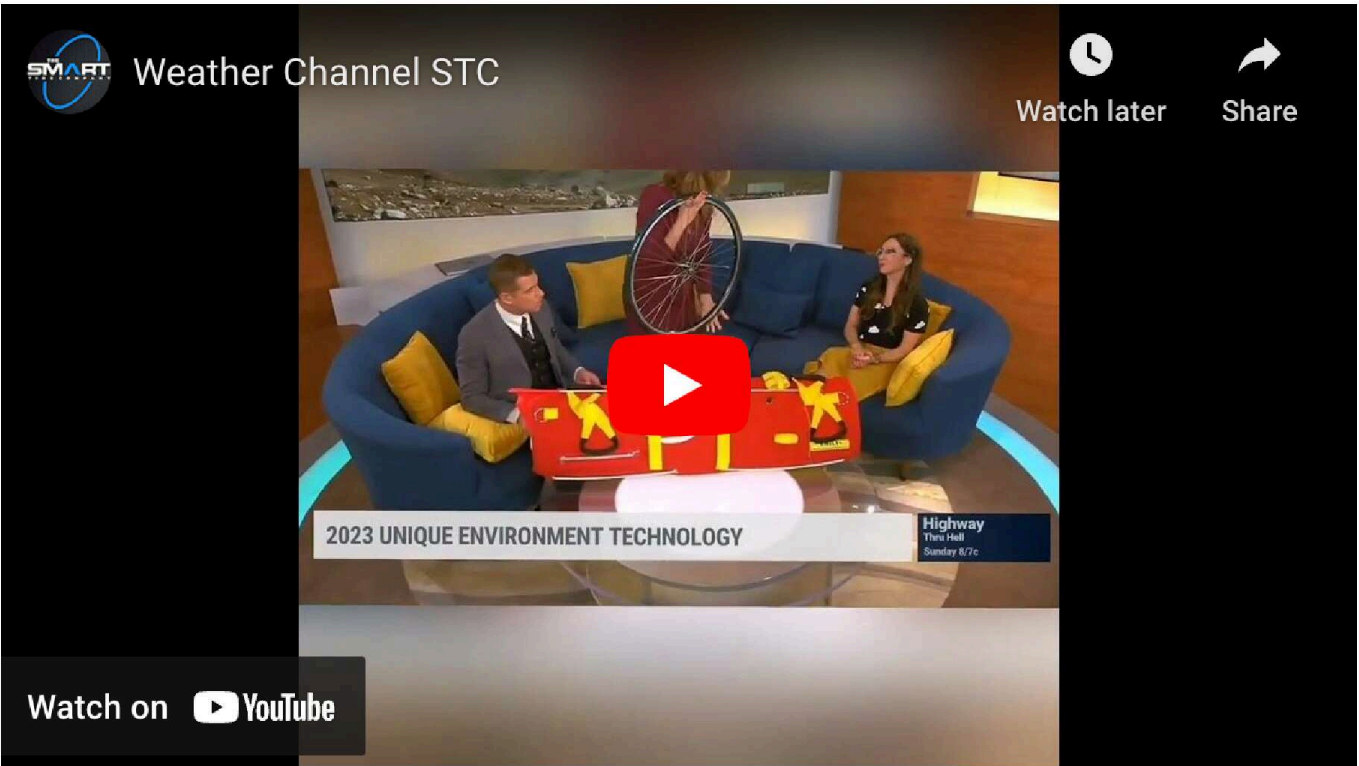 THE
SMART
Weather Channel STC
Watch later
Share
2023 UNIQUE ENVIRONMENT TECHNOLOGY
Highway
Thru Hell
Sunday 8/7c
Watch on YouTube